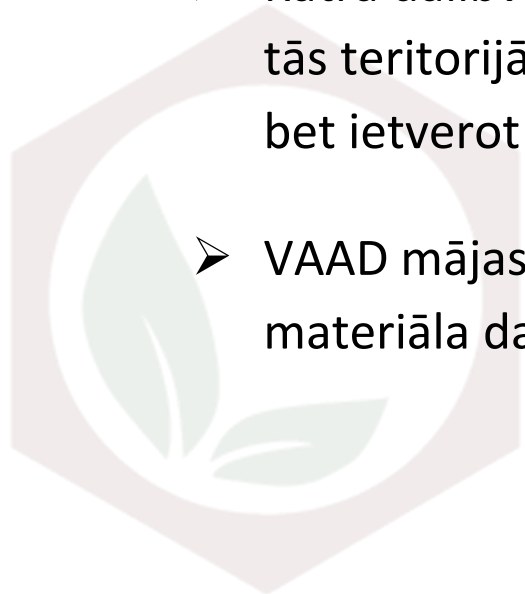 tās teritorijā
bet ietverot
➢ VAAD mājas
materiāla da